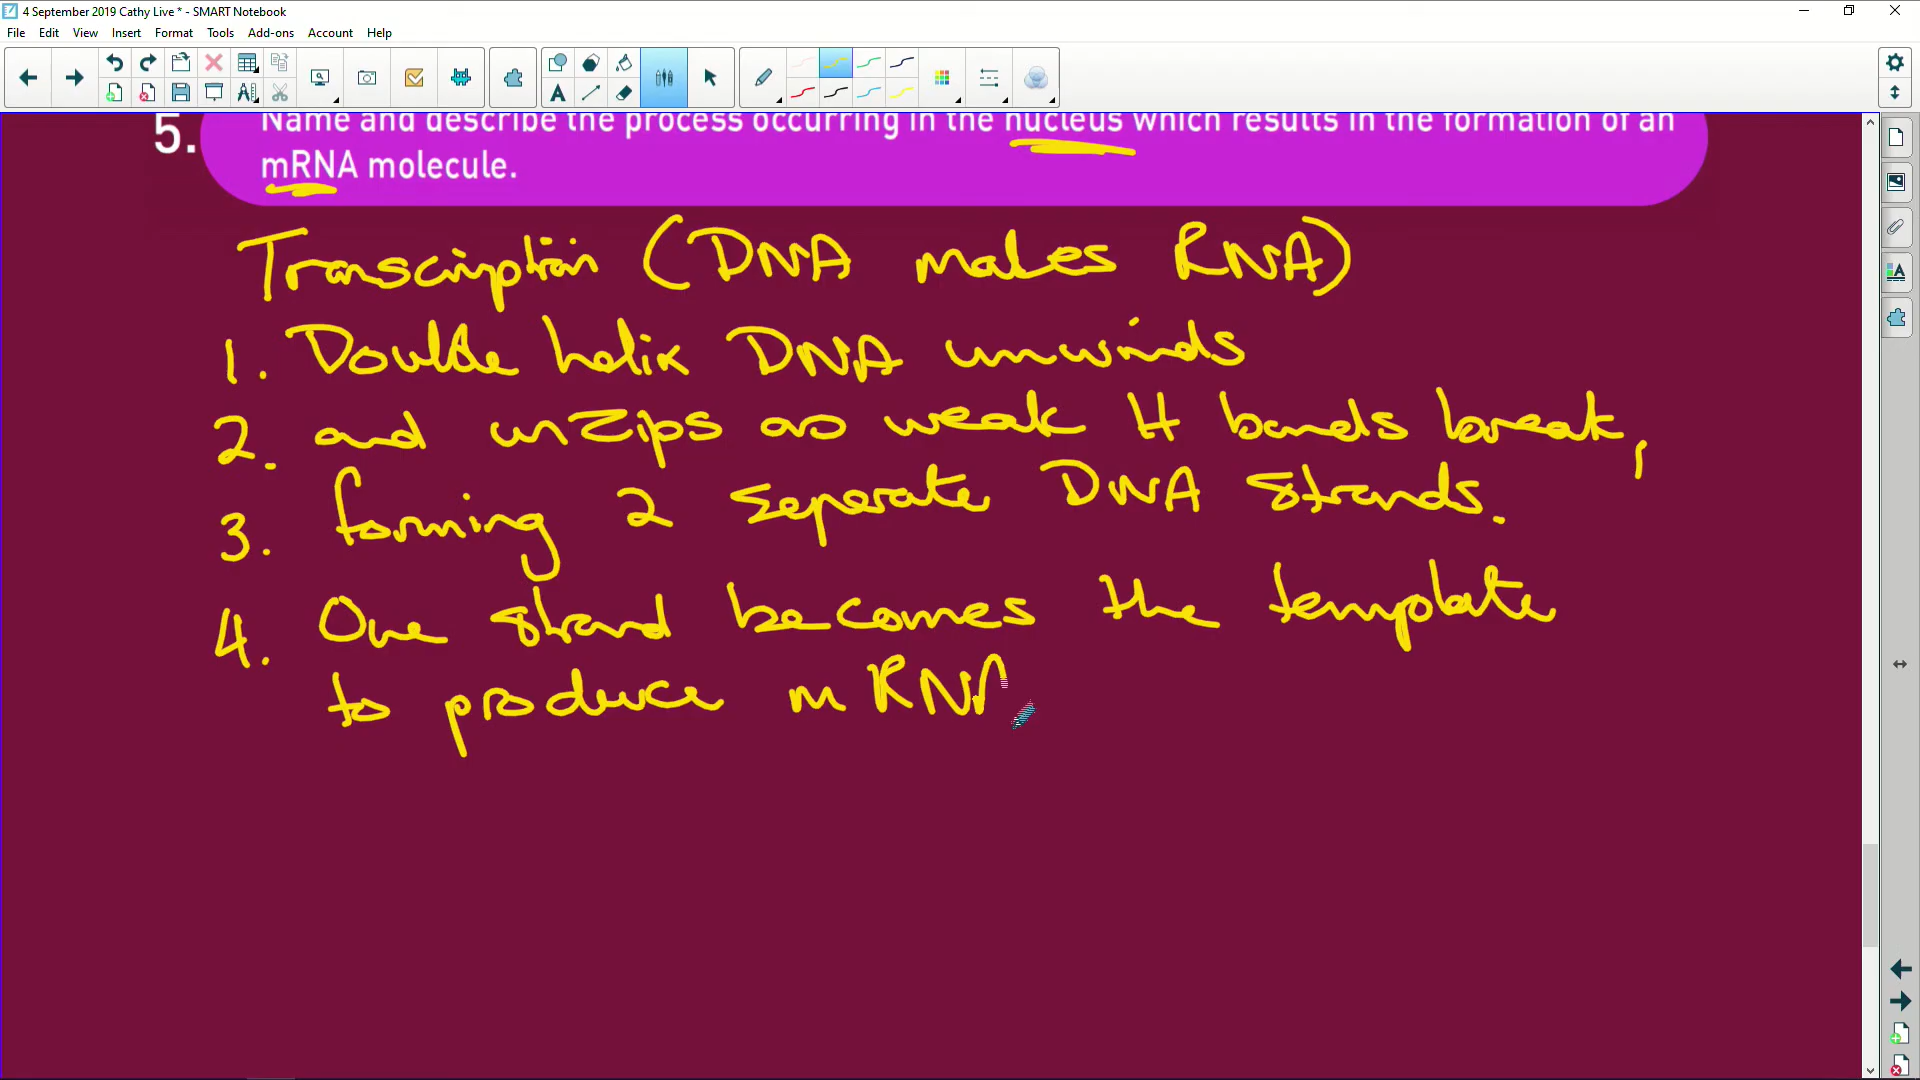 4 September 2019 Cathy Live * - SMART Notebook
File Edit View Insert Format Tools Add-ons Account Help
5. Name and describe the process occurring in the nucleus which results in the formation of an
mRNA molecule.
Transcription (DNA makes RNA)
1. Double helix DNA unwinds
2. and unzips as weak H bonds break,
3. forming 2 seperate DNA strands.
4. One strand becomes the template
to produce mRNA